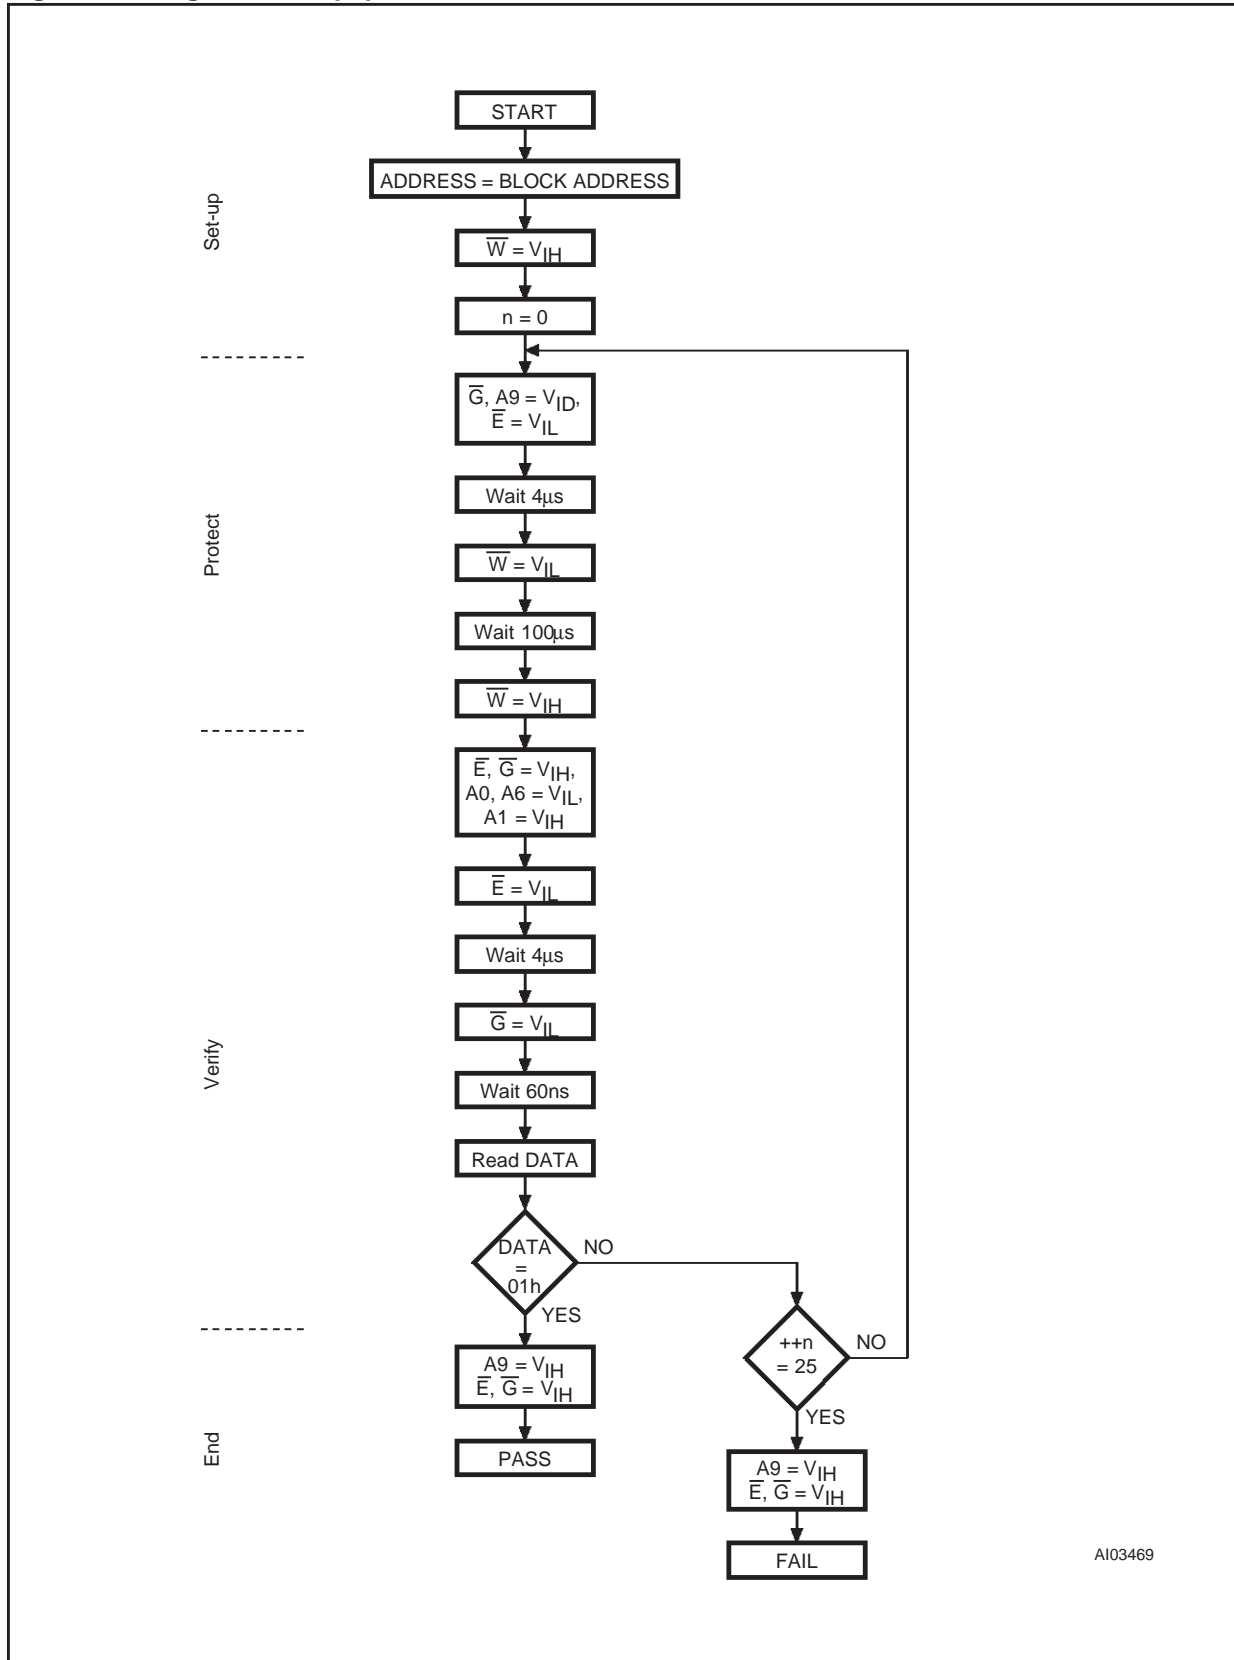 START
ADDRESS = BLOCK ADDRESS
Set-up
W̅ = VIH
n = 0
G̅, A9 = VID,
E̅ = VIL
Wait 4µs
Protect
W̅ = VIL
Wait 100µs
W̅ = VIH
E̅, G̅ = VIH,
A0, A6 = VIL,
A1 = VIH
E̅ = VIL
Wait 4µs
G̅ = VIL
Verify
Wait 60ns
Read DATA
DATA
=
01h
NO
YES
++n
= 25
NO
YES
A9 = VIH
E̅, G̅ = VIH
End
PASS
A9 = VIH
E̅, G̅ = VIH
FAIL
AI03469